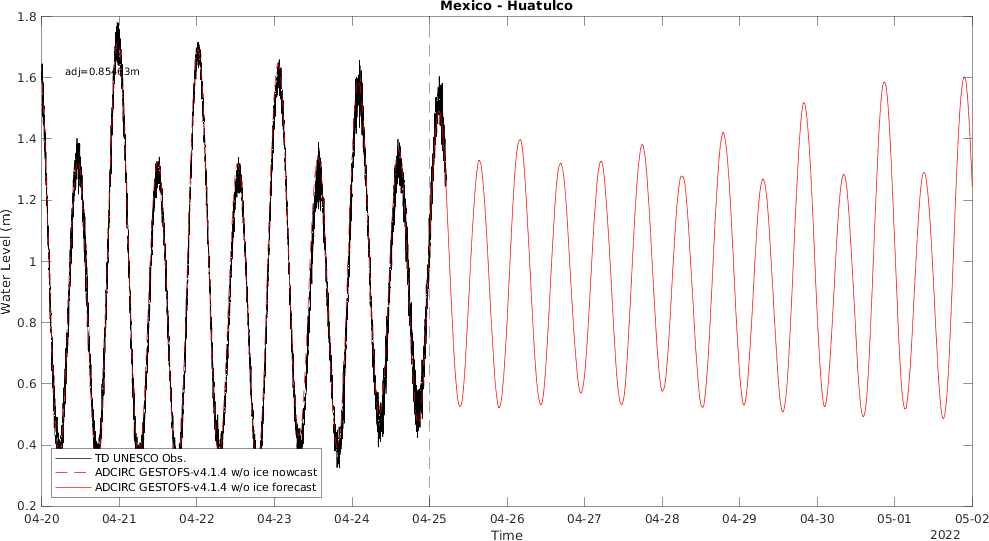 Mexico - Huatulco
1.8
1.6
1.4
1.2
1
0.8
0.6
0.4
0.2
Water Level (m)
adj=0.85463m
TD UNESCO Obs.
ADCIRC GESTOFS-v4.1.4 w/o ice nowcast
ADCIRC GESTOFS-v4.1.4 w/o ice forecast
04-20 04-21 04-22 04-23 04-24 04-25 04-26 04-27 04-28 04-29 04-30 05-01 05-02
Time
2022